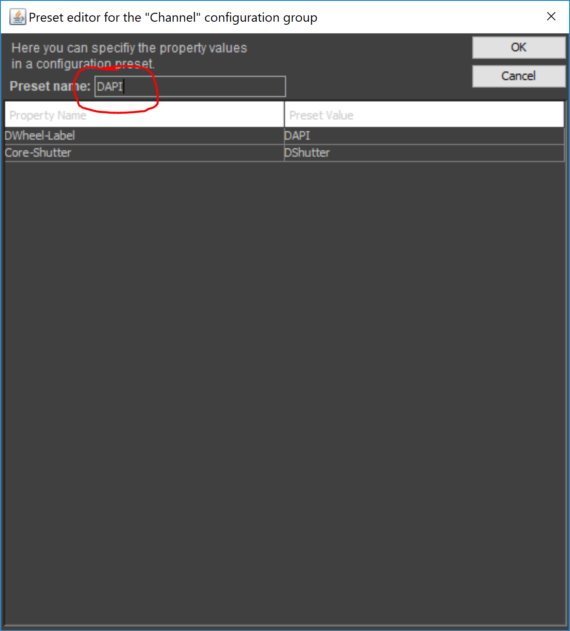 Preset editor for the "Channel" configuration group
Here you can specifiy the property values
in a configuration preset.
OK
Cancel
Preset name: DAPI
Property Name Preset Value
DWheel-Label DAPI
Core-Shutter DShutter